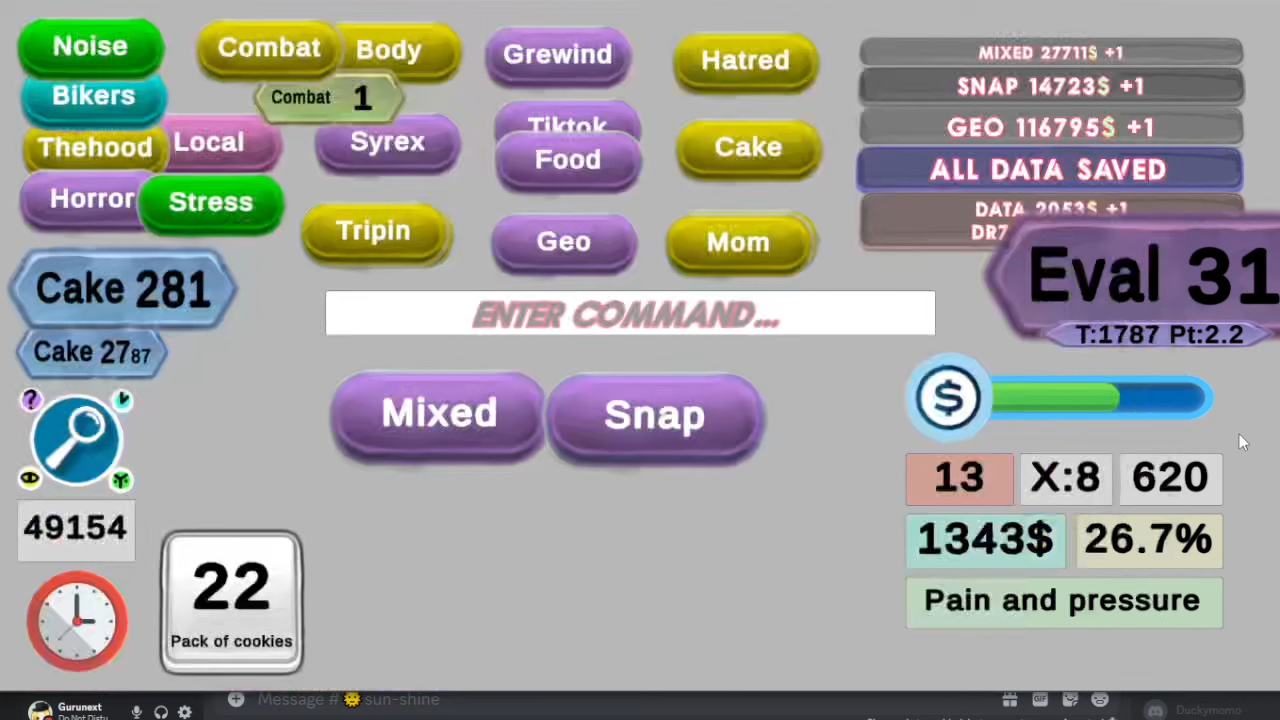 Noise
Combat
Body
Grewind
Hatred
Bikers
Combat 1
Thehood
Local
Syrex
Tiktok
Food
Cake
Horror
Stress
Tripin
Geo
Mom
MIXED 27711$ +1
SNAP 14723$ +1
GEO 116795$ +1
ALL DATA SAVED
DATA 2053$ +1
Eval 31
T:1787 Pt:2.2
Cake 281
Cake 2787
ENTER COMMAND...
Mixed
Snap
?
$
13 X:8 620
1343$ 26.7%
Pain and pressure
49154
22
Pack of cookies
Gurunext
Message # 🌞 sun-shine
GIF
Duckymomo